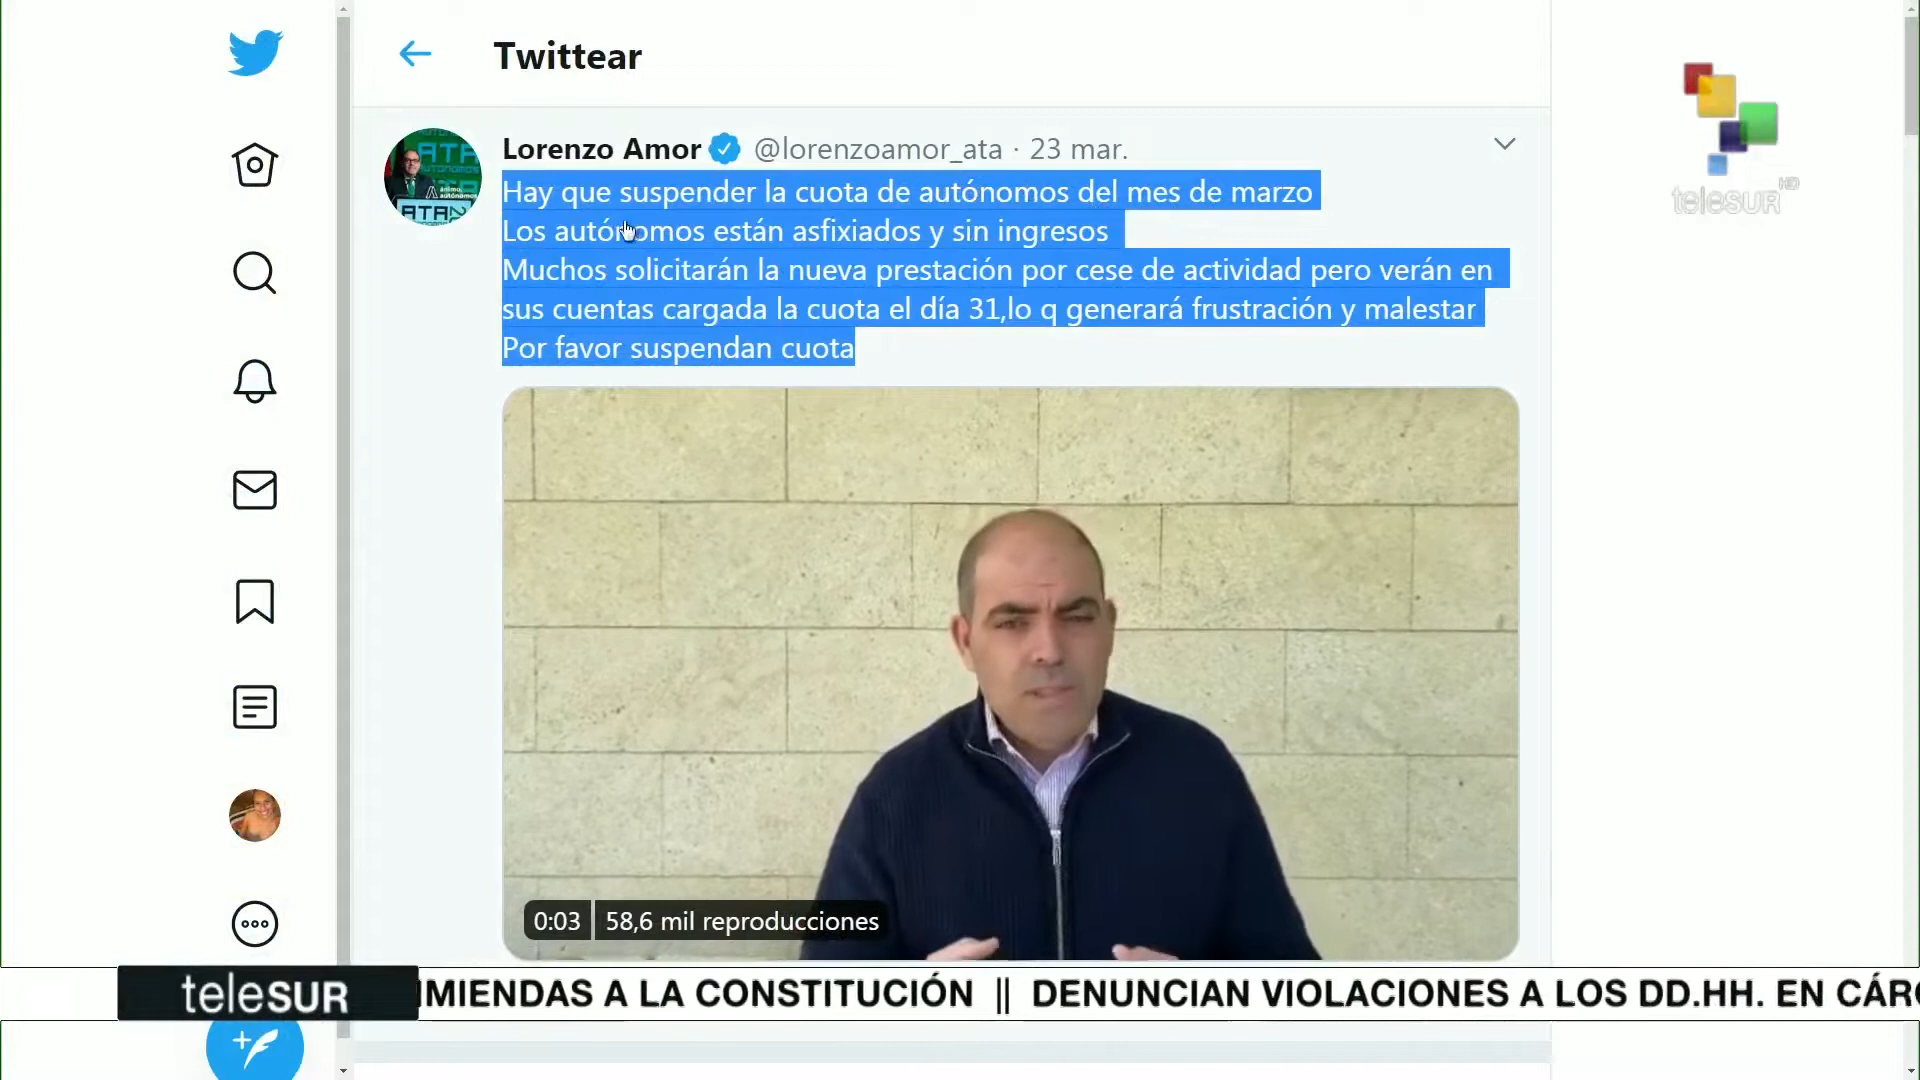 Twittear
Lorenzo Amor @lorenzoamor_ata · 23 mar.
Hay que suspender la cuota de autónomos del mes de marzo
Los autónomos están asfixiados y sin ingresos
Muchos solicitarán la nueva prestación por cese de actividad pero verán en
sus cuentas cargada la cuota el día 31,lo q generará frustración y malestar
Por favor suspendan cuota
ATA
ATA
0:03 58,6 mil reproducciones
teleSUR HD
teleSUR
MIENDAS A LA CONSTITUCIÓN || DENUNCIAN VIOLACIONES A LOS DD.HH. EN CÁRC